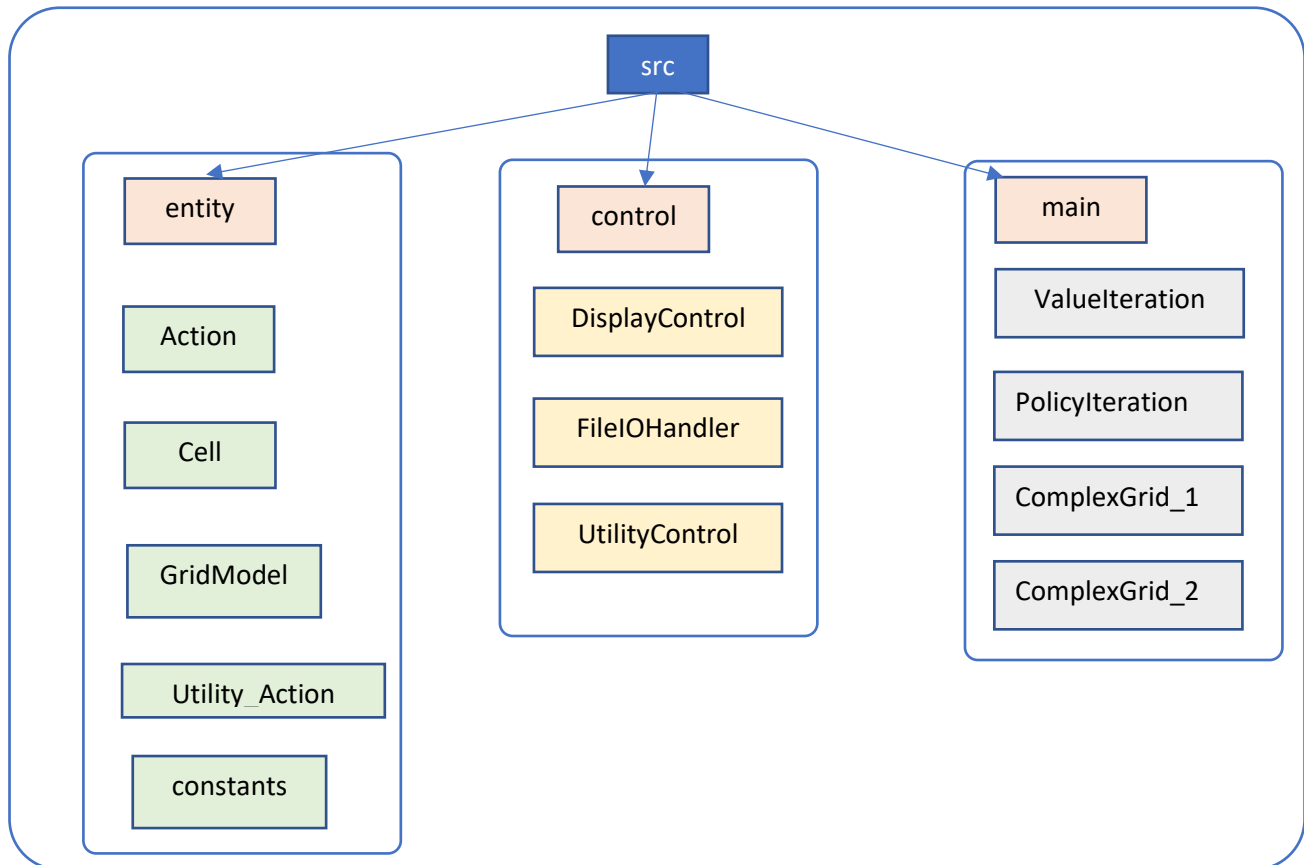 src
entity
Action
Cell
GridModel
Utility_Action
constants
control
DisplayControl
FileIOHandler
UtilityControl
main
ValueIteration
PolicyIteration
ComplexGrid_1
ComplexGrid_2